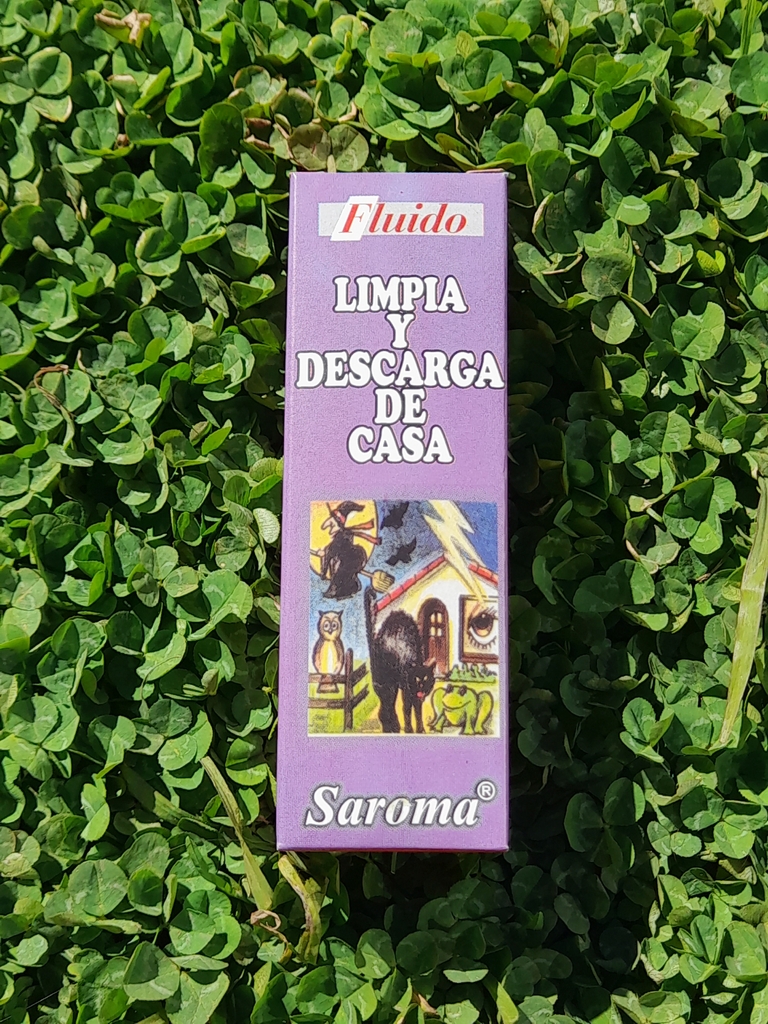 Fluido
LIMPIA
Y
DESCARGA
DE
CASA
Saroma®